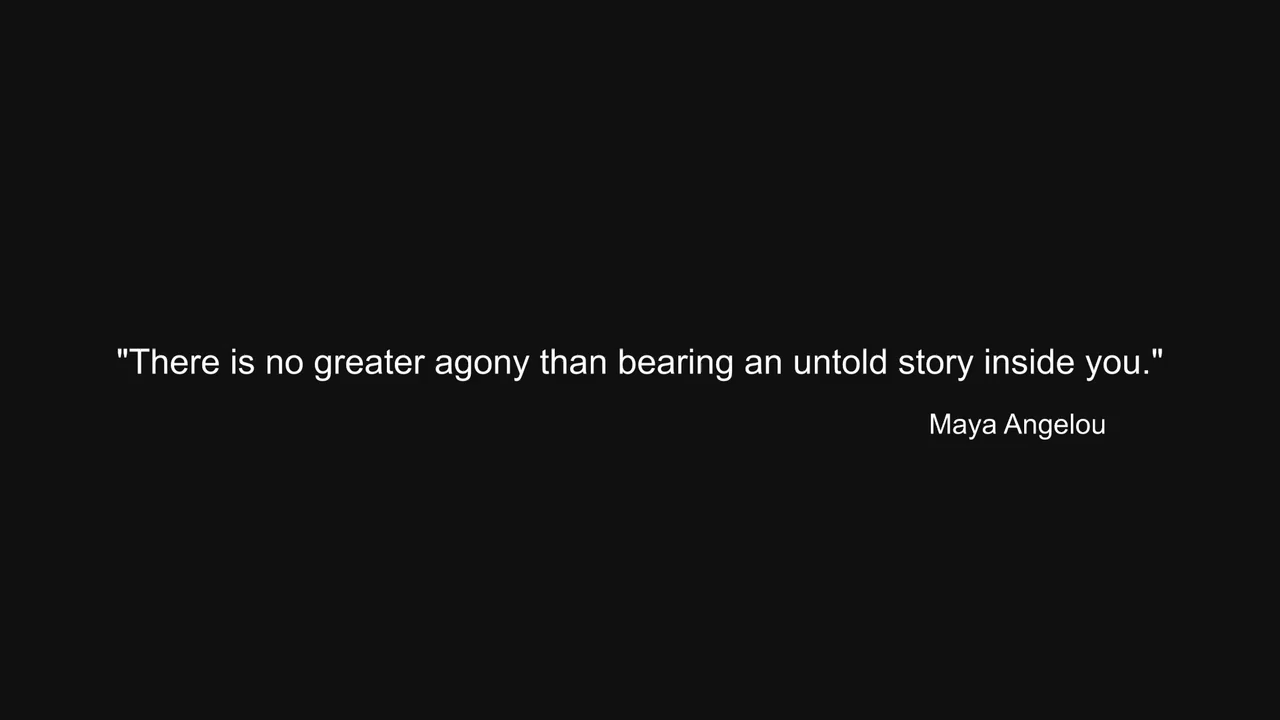 "There is no greater agony than bearing an untold story inside you."
Maya Angelou